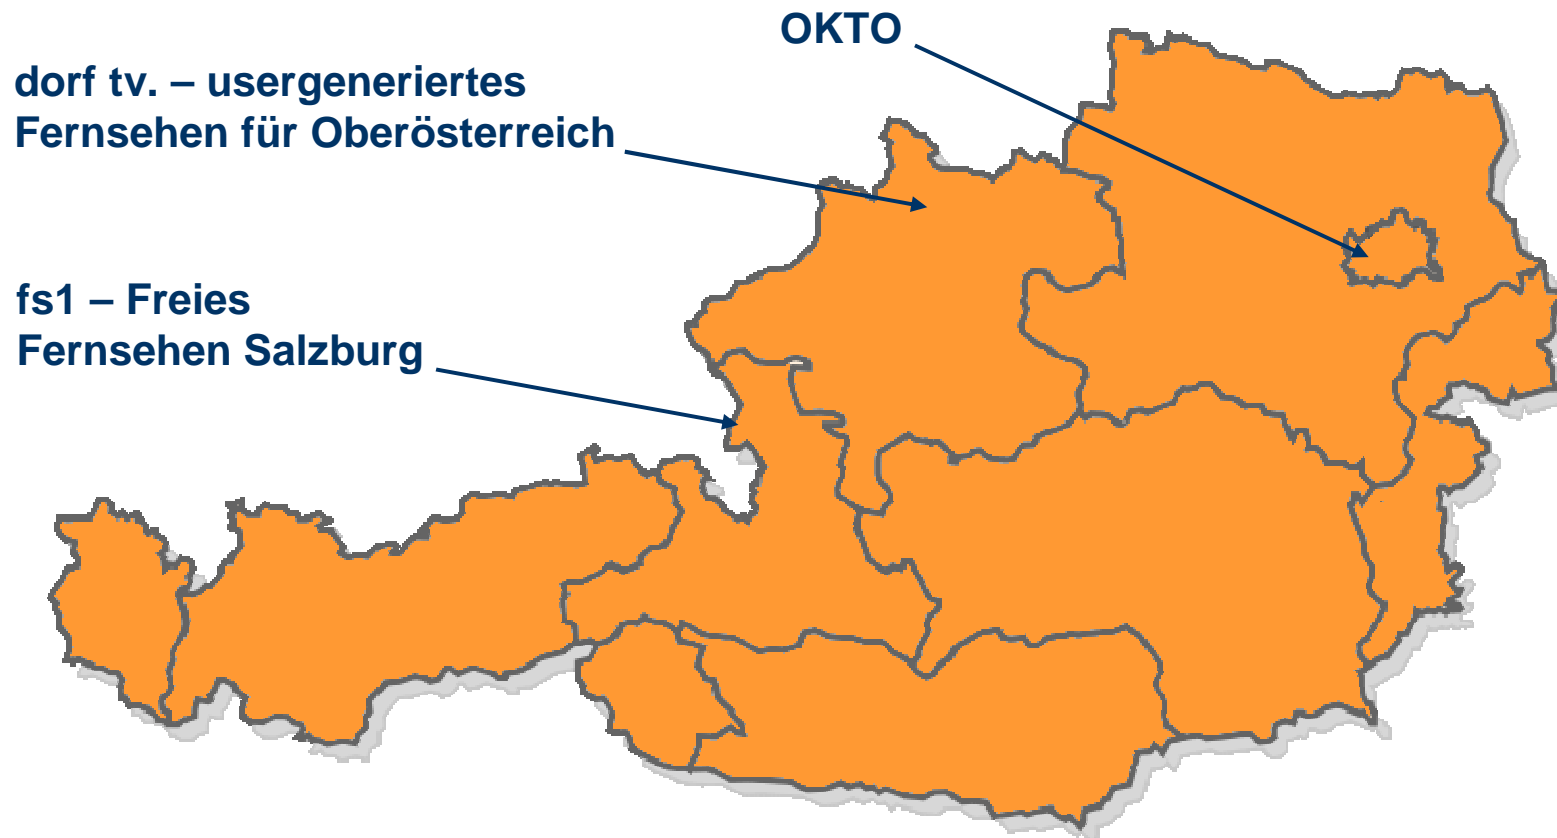 OKTO
dorf tv. – usergeneriertes
Fernsehen für Oberösterreich
fs1 – Freies
Fernsehen Salzburg